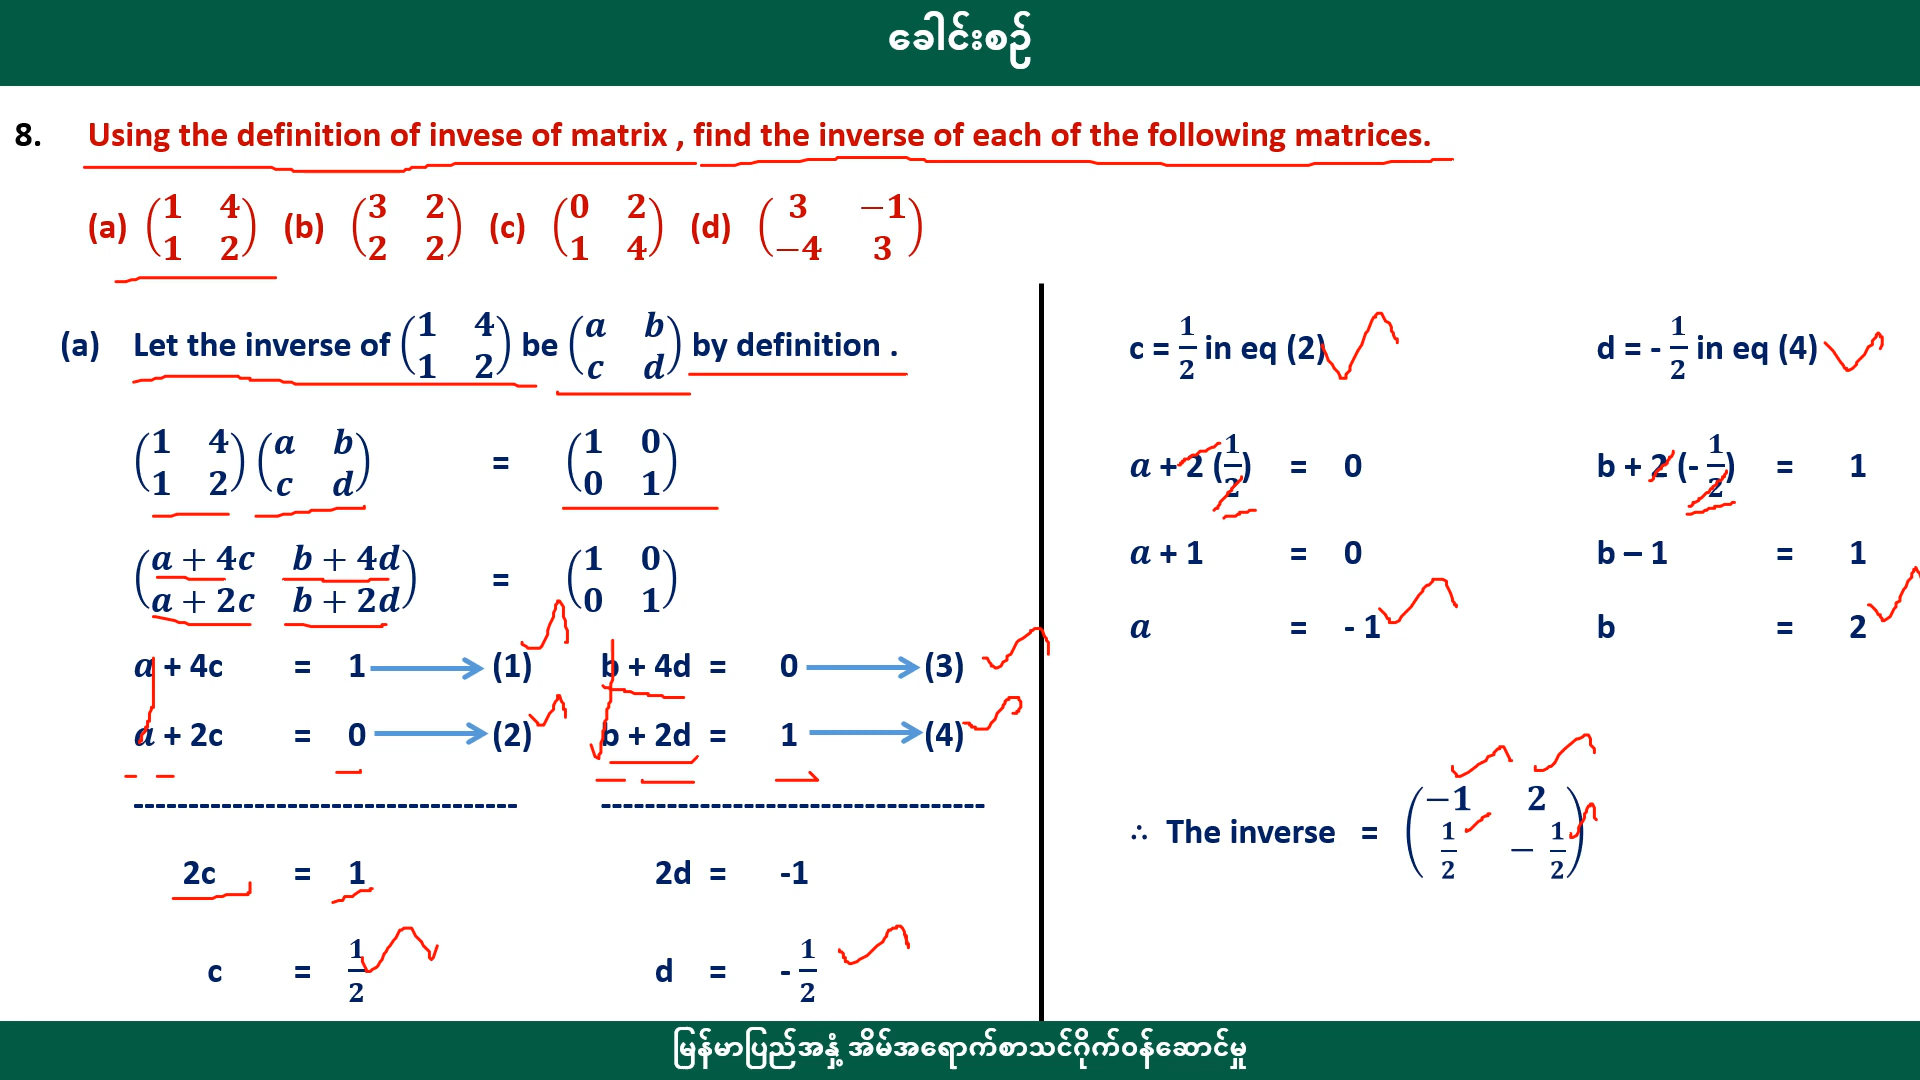 ခေါင်းစဉ်
8. Using the definition of invese of matrix , find the inverse of each of the following matrices.
(a) (1 4 / 1 2) (b) (3 2 / 2 2) (c) (0 2 / 1 4) (d) (3 −1 / −4 3)
(a) Let the inverse of (1 4 / 1 2) be (a b / c d) by definition .
(1 4 / 1 2) (a b / c d) = (1 0 / 0 1)
(a + 4c b + 4d / a + 2c b + 2d) = (1 0 / 0 1)
a + 4c = 1 → (1) b + 4d = 0 → (3)
a + 2c = 0 → (2) b + 2d = 1 → (4)
---------------------------------- ----------------------------------
2c = 1 2d = -1
c = 1/2 d = - 1/2
c = 1/2 in eq (2) d = - 1/2 in eq (4)
a + 2 (1/2) = 0 b + 2 (- 1/2) = 1
a + 1 = 0 b – 1 = 1
a = - 1 b = 2
∴ The inverse = (−1 2 / 1/2 − 1/2)
မြန်မာပြည်အနှံ့ အိမ်အရောက်စာသင်ဂိုက်ဝန်ဆောင်မှု